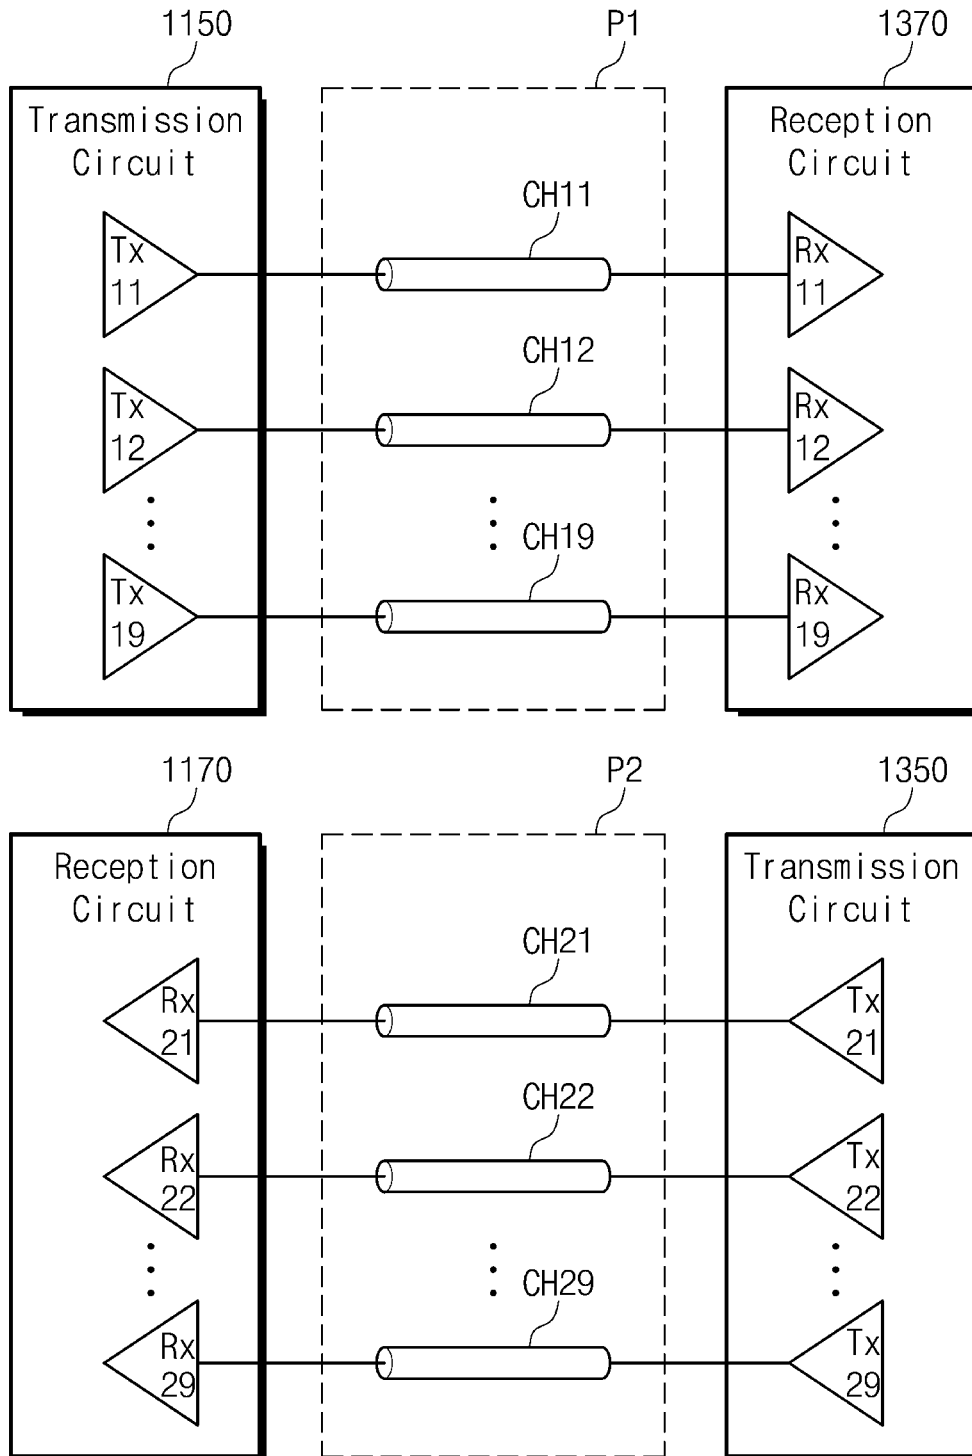 1150
P1
1370
Transmission
Circuit
Reception
Circuit
CH11
Tx
11
Rx
11
CH12
Tx
12
Rx
12
CH19
Tx
19
Rx
19
1170
P2
1350
Reception
Circuit
Transmission
Circuit
CH21
Rx
21
Tx
21
CH22
Rx
22
Tx
22
CH29
Rx
29
Tx
29